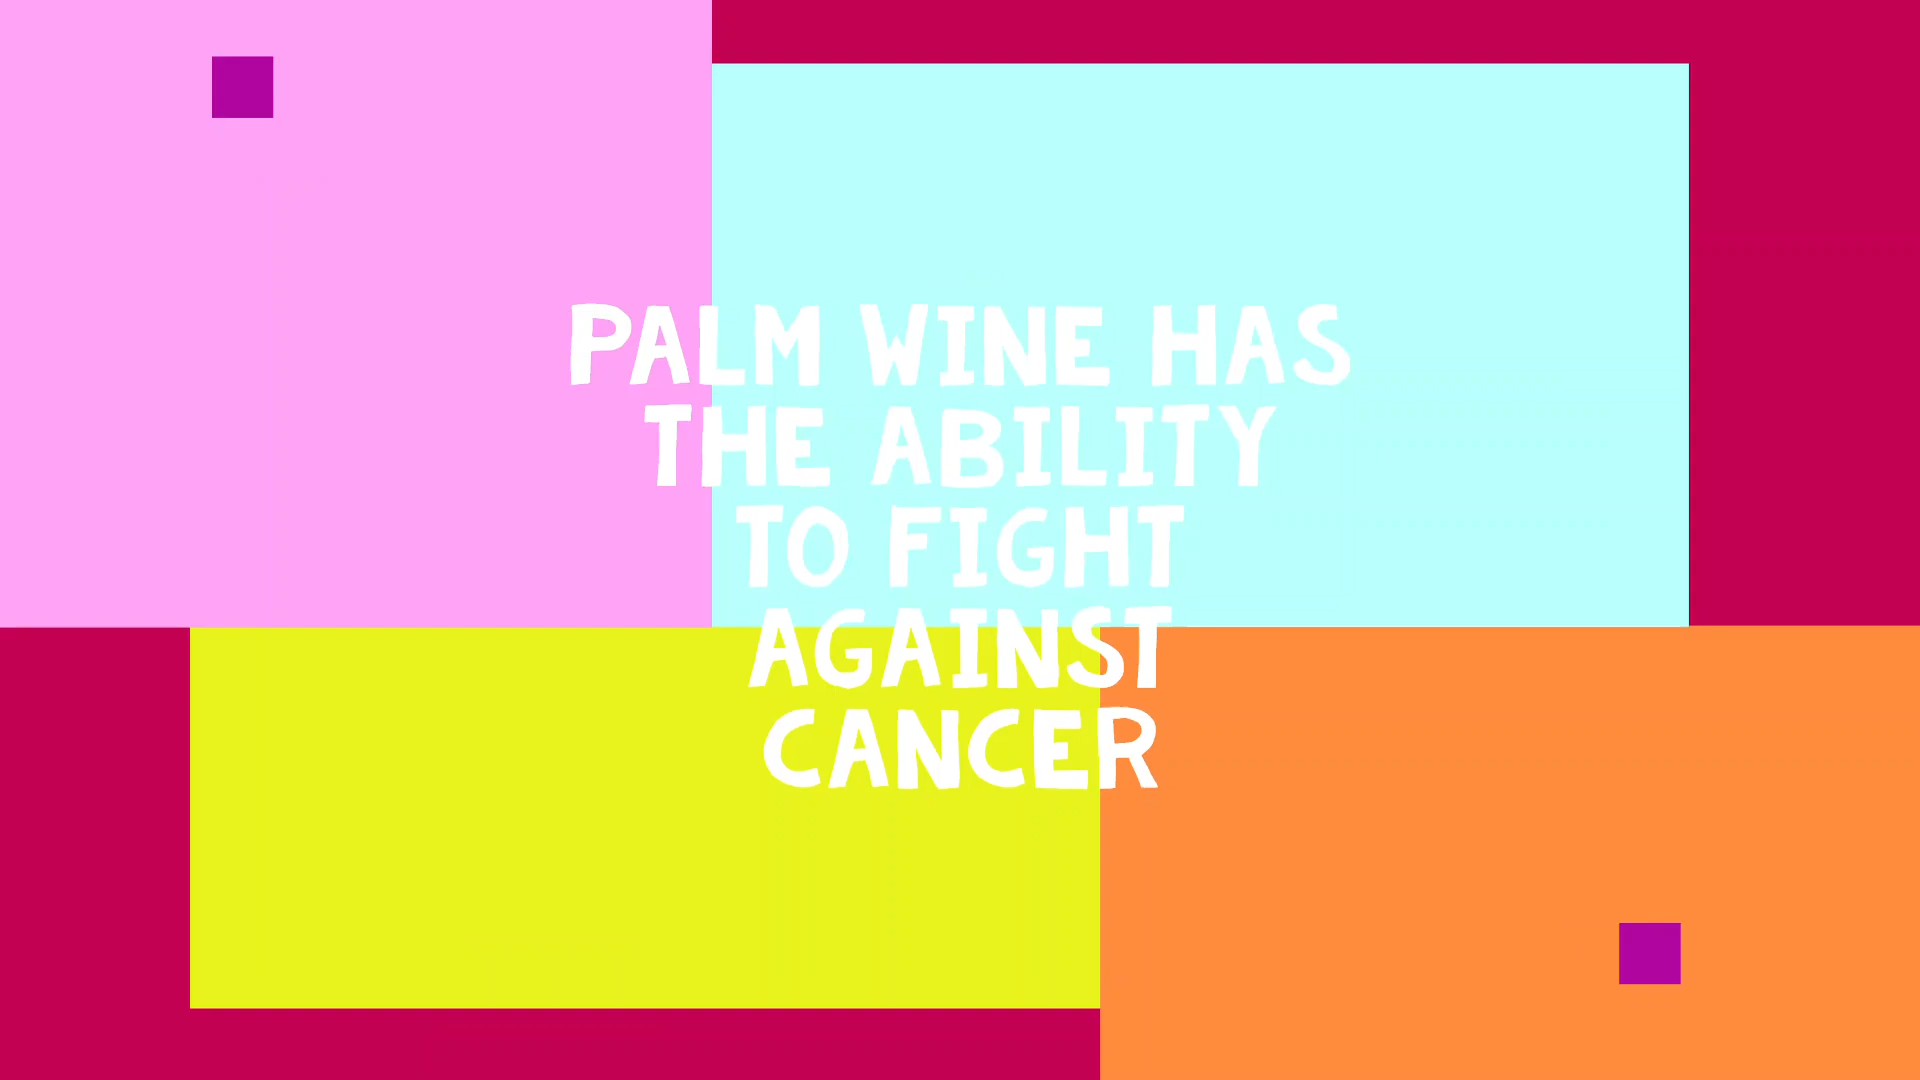 PALM WINE HAS
THE ABILITY
TO FIGHT
AGAINST
CANCER